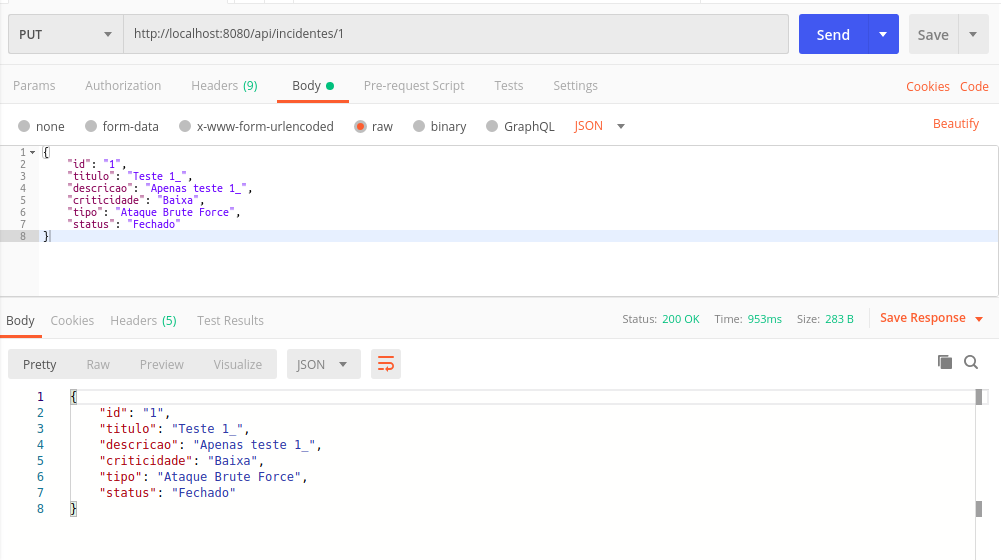 PUT http://localhost:8080/api/incidentes/1 Send Save
Params Authorization Headers (9) Body Pre-request Script Tests Settings Cookies Code
none form-data x-www-form-urlencoded raw binary GraphQL JSON Beautify
1 {
2 "id": "1",
3 "titulo": "Teste 1_",
4 "descricao": "Apenas teste 1_",
5 "criticidade": "Baixa",
6 "tipo": "Ataque Brute Force",
7 "status": "Fechado"
8 }
Body Cookies Headers (5) Test Results Status: 200 OK Time: 953ms Size: 283 B Save Response
Pretty Raw Preview Visualize JSON
1 {
2 "id": "1",
3 "titulo": "Teste 1_",
4 "descricao": "Apenas teste 1_",
5 "criticidade": "Baixa",
6 "tipo": "Ataque Brute Force",
7 "status": "Fechado"
8 }